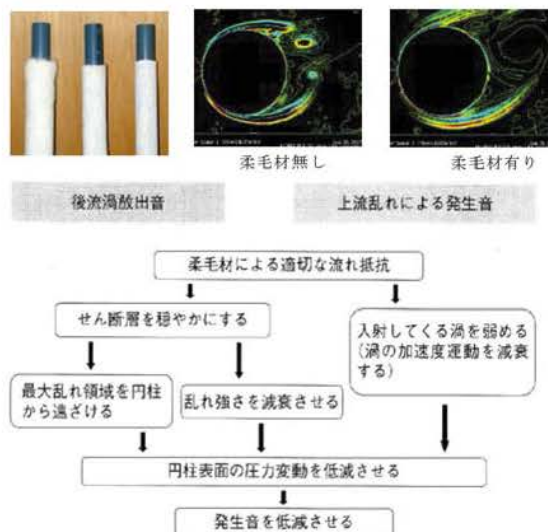 柔毛材無し
柔毛材有り
後流渦放出音
上流乱れによる発生音
柔毛材による適切な流れ抵抗
せん断層を穏やかにする
入射してくる渦を弱める
(渦の加速度運動を減衰
する)
最大乱れ領域を円柱
から遠ざける
乱れ強さを減衰させる
円柱表面の圧力変動を低減させる
発生音を低減させる